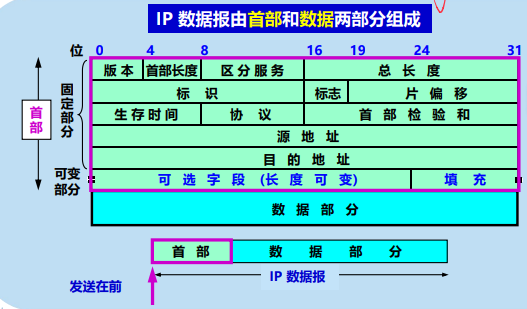 IP 数据报由首部和数据两部分组成
位 0 4 8 16 19 24 31
版本 首部长度 区分服务 总长度
标识 标志 片偏移
生存时间 协议 首部检验和
源地址
目的地址
可选字段 (长度可变) 填充
数据部分
首部
固定部分
可变部分
首部 数据部分
IP 数据报
发送在前